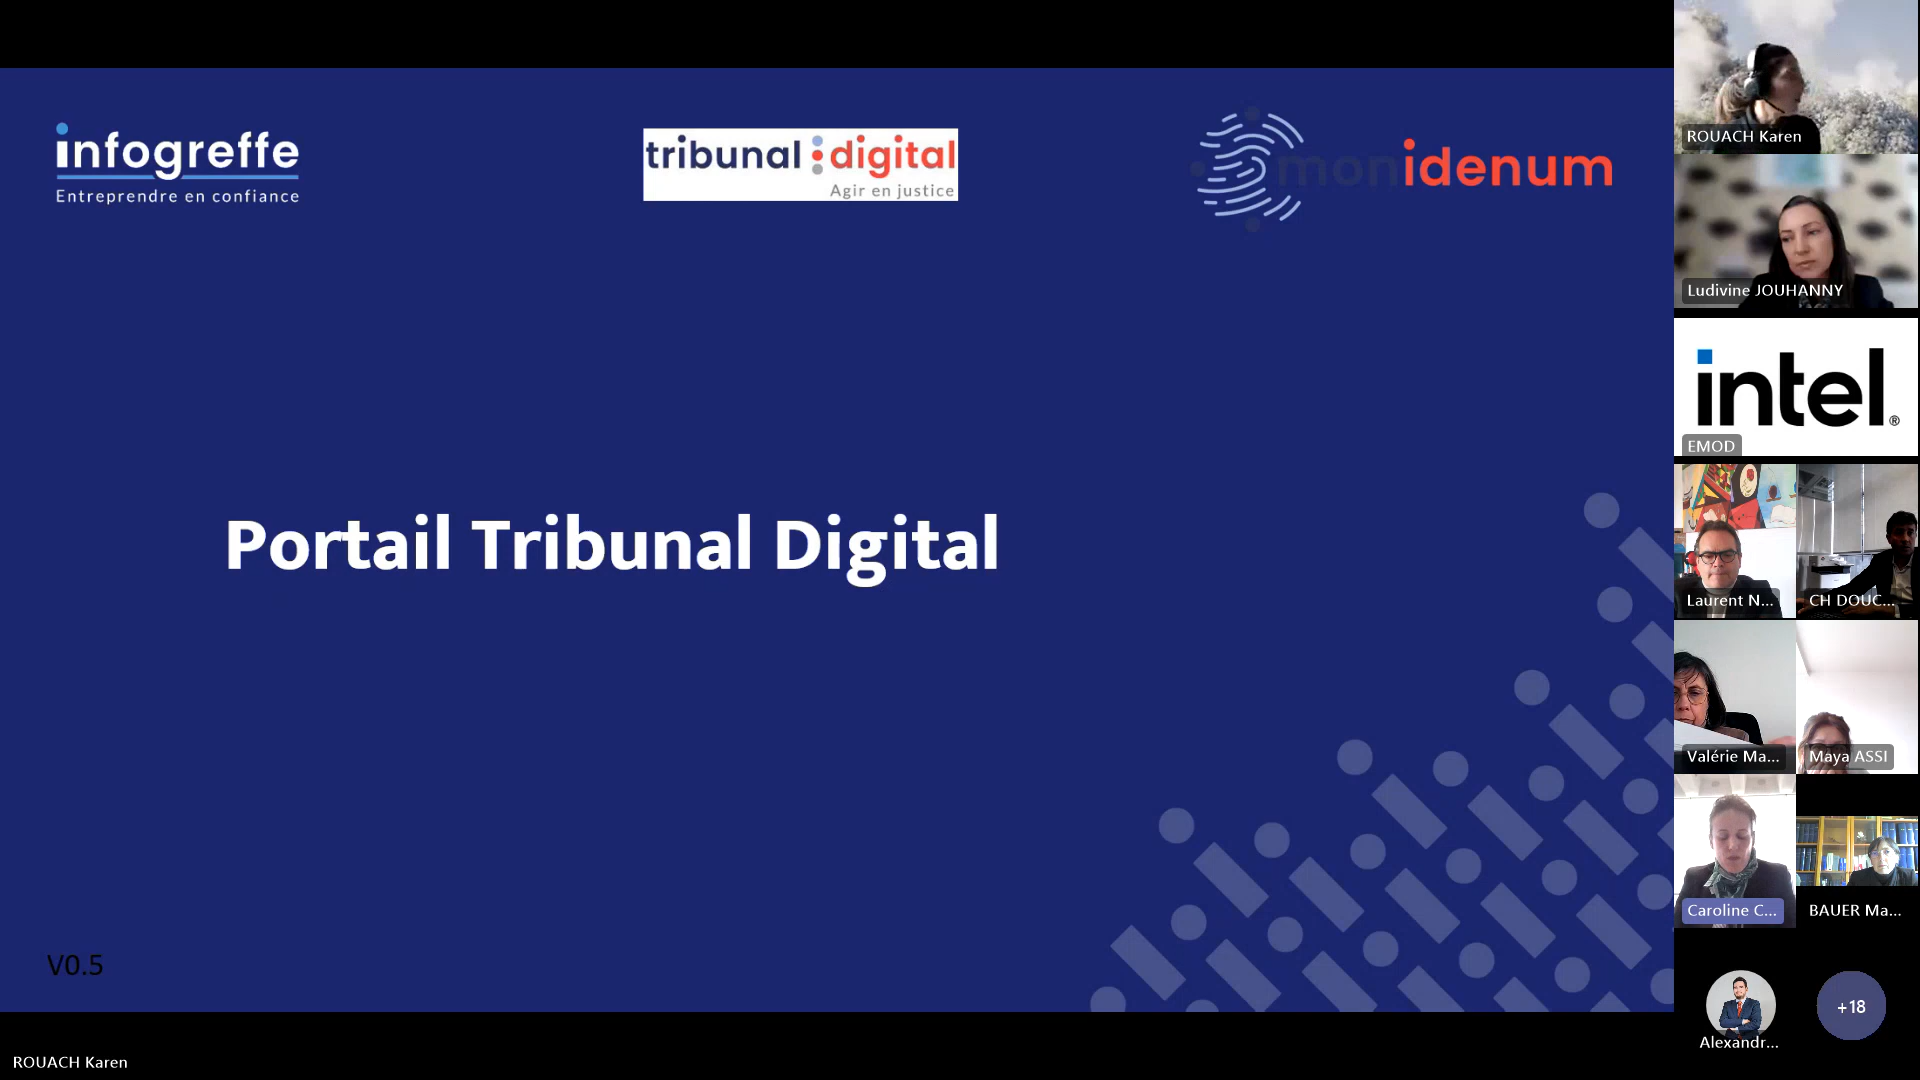 infogreffe
Entreprendre en confiance
tribunal digital
Agir en justice
monidenum
Portail Tribunal Digital
V0.5
ROUACH Karen
ROUACH Karen
Ludivine JOUHANNY
intel®
EMOD
Laurent N...
CH DOUC...
Valérie Ma...
Maya ASSI
Caroline C...
BAUER Ma...
Alexandr...
+18